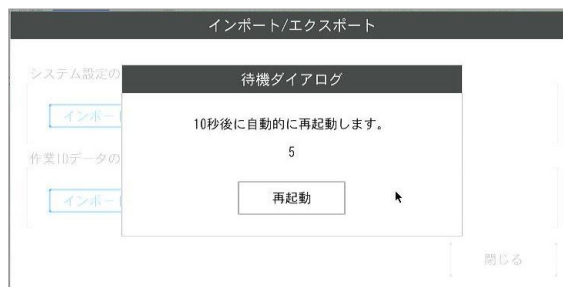 インポート/エクスポート
システム設定の
待機ダイアログ
インポート
10秒後に自動的に再起動します。
5
作業IDデータの
再起動
インポート
閉じる